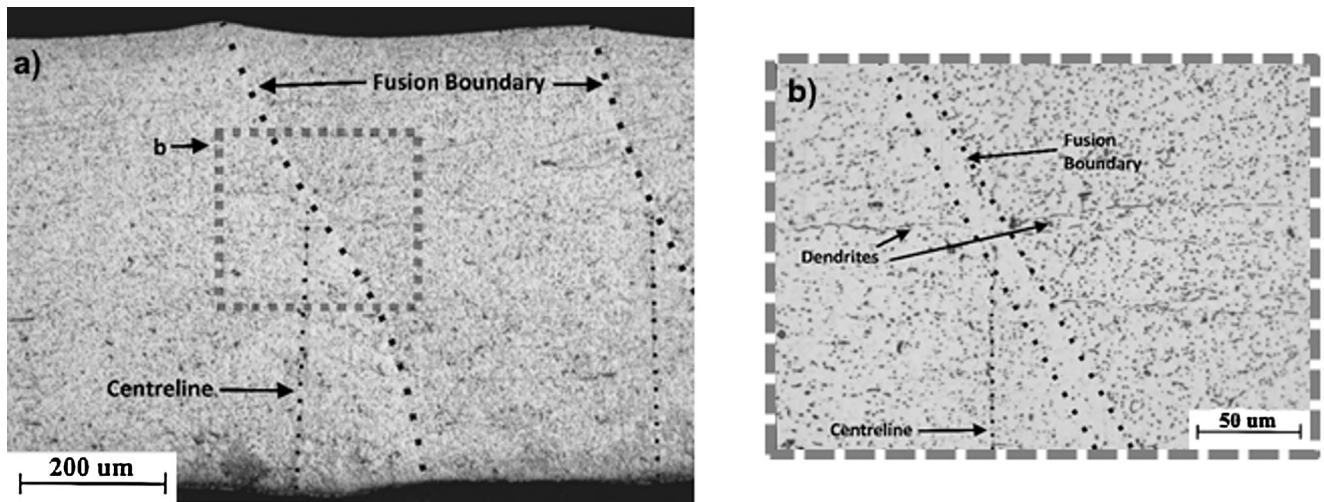 a)
Fusion Boundary
b
Centreline
200 um
b)
Fusion
Boundary
Dendrites
Centreline
50 um